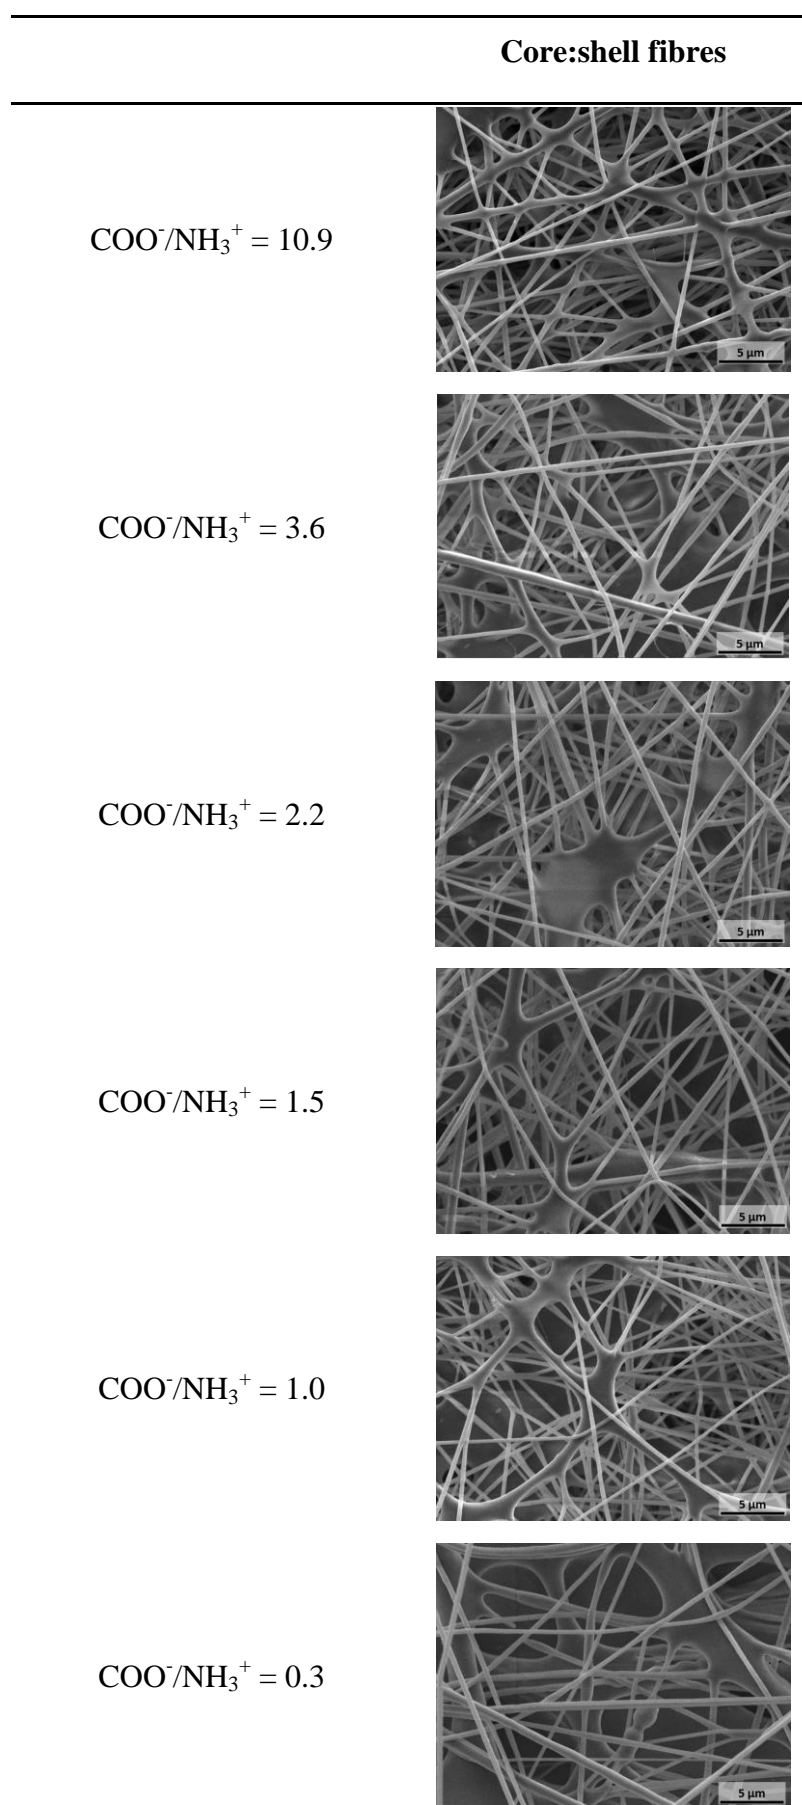 Core:shell fibres
COO⁻/NH₃⁺ = 10.9
5 µm
COO⁻/NH₃⁺ = 3.6
5 µm
COO⁻/NH₃⁺ = 2.2
5 µm
COO⁻/NH₃⁺ = 1.5
5 µm
COO⁻/NH₃⁺ = 1.0
5 µm
COO⁻/NH₃⁺ = 0.3
5 µm